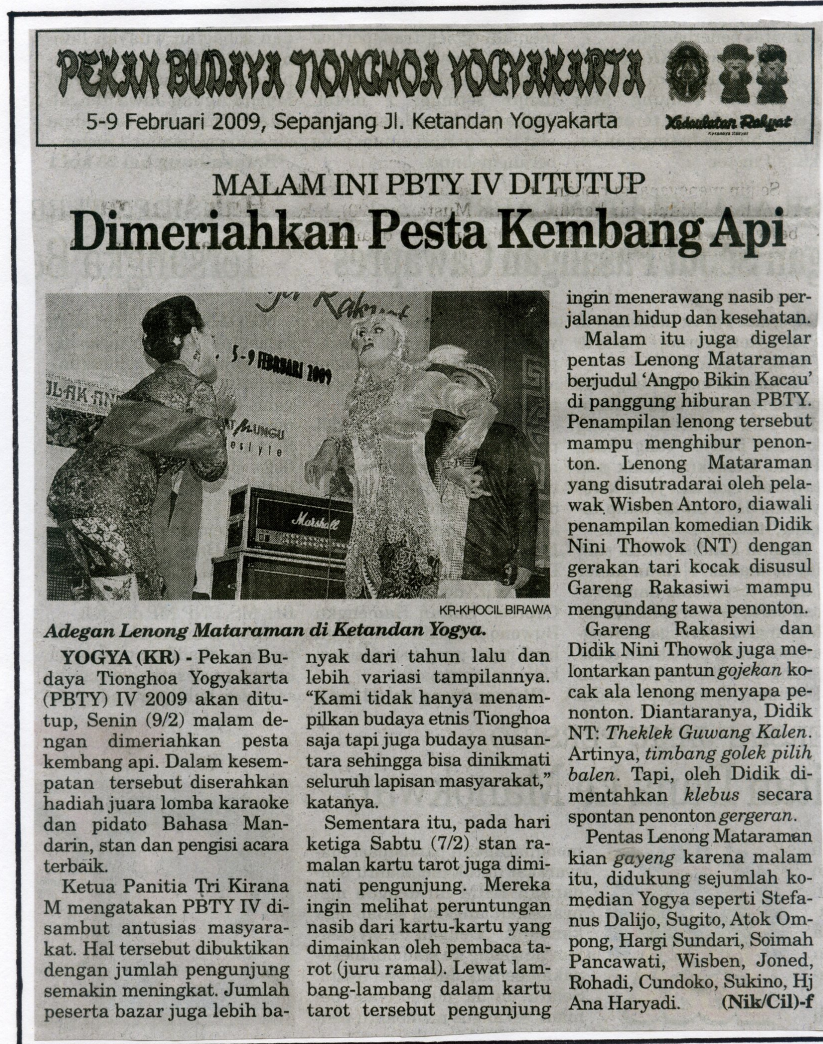 PEKAN BUDAYA TIONGHOA YOGYAKARTA
5-9 Februari 2009, Sepanjang Jl. Ketandan Yogyakarta
Kedaulatan Rakyat
MALAM INI PBTY IV DITUTUP
Dimeriahkan Pesta Kembang Api
Rakyat
5-9 FEBRUARI 2009
Marshall
KR-KHOCIL BIRAWA
Adegan Lenong Mataraman di Ketandan Yogya.
YOGYA (KR) - Pekan Bu-
daya Tionghoa Yogyakarta
(PBTY) IV 2009 akan ditu-
tup, Senin (9/2) malam de-
ngan dimeriahkan pesta
kembang api. Dalam kesem-
patan tersebut diserahkan
hadiah juara lomba karaoke
dan pidato Bahasa Man-
darin, stan dan pengisi acara
terbaik.
Ketua Panitia Tri Kirana
M mengatakan PBTY IV di-
sambut antusias masyara-
kat. Hal tersebut dibuktikan
dengan jumlah pengunjung
semakin meningkat. Jumlah
peserta bazar juga lebih ba-
nyak dari tahun lalu dan
lebih variasi tampilannya.
"Kami tidak hanya menam-
pilkan budaya etnis Tionghoa
saja tapi juga budaya nusan-
tara sehingga bisa dinikmati
seluruh lapisan masyarakat,"
katanya.
Sementara itu, pada hari
ketiga Sabtu (7/2) stan ra-
malan kartu tarot juga dimi-
nati pengunjung. Mereka
ingin melihat peruntungan
nasib dari kartu-kartu yang
dimainkan oleh pembaca ta-
rot (juru ramal). Lewat lam-
bang-lambang dalam kartu
tarot tersebut pengunjung
ingin menerawang nasib per-
jalanan hidup dan kesehatan.
Malam itu juga digelar
pentas Lenong Mataraman
berjudul 'Angpo Bikin Kacau'
di panggung hiburan PBTY.
Penampilan lenong tersebut
mampu menghibur penon-
ton. Lenong Mataraman
yang disutradarai oleh pela-
wak Wisben Antoro, diawali
penampilan komedian Didik
Nini Thowok (NT) dengan
gerakan tari kocak disusul
Gareng Rakasiwi mampu
mengundang tawa penonton.
Gareng Rakasiwi dan
Didik Nini Thowok juga me-
lontarkan pantun gojekan ko-
cak ala lenong menyapa pe-
nonton. Diantaranya, Didik
NT: Theklek Guwang Kalen.
Artinya, timbang golek pilih
balen. Tapi, oleh Didik di-
mentahkan klebus secara
spontan penonton gergeran.
Pentas Lenong Mataraman
kian gayeng karena malam
itu, didukung sejumlah ko-
median Yogya seperti Stefa-
nus Dalijo, Sugito, Atok Om-
pong, Hargi Sundari, Soimah
Pancawati, Wisben, Joned,
Rohadi, Cundoko, Sukino, Hj
Ana Haryadi. (Nik/Cil)-f